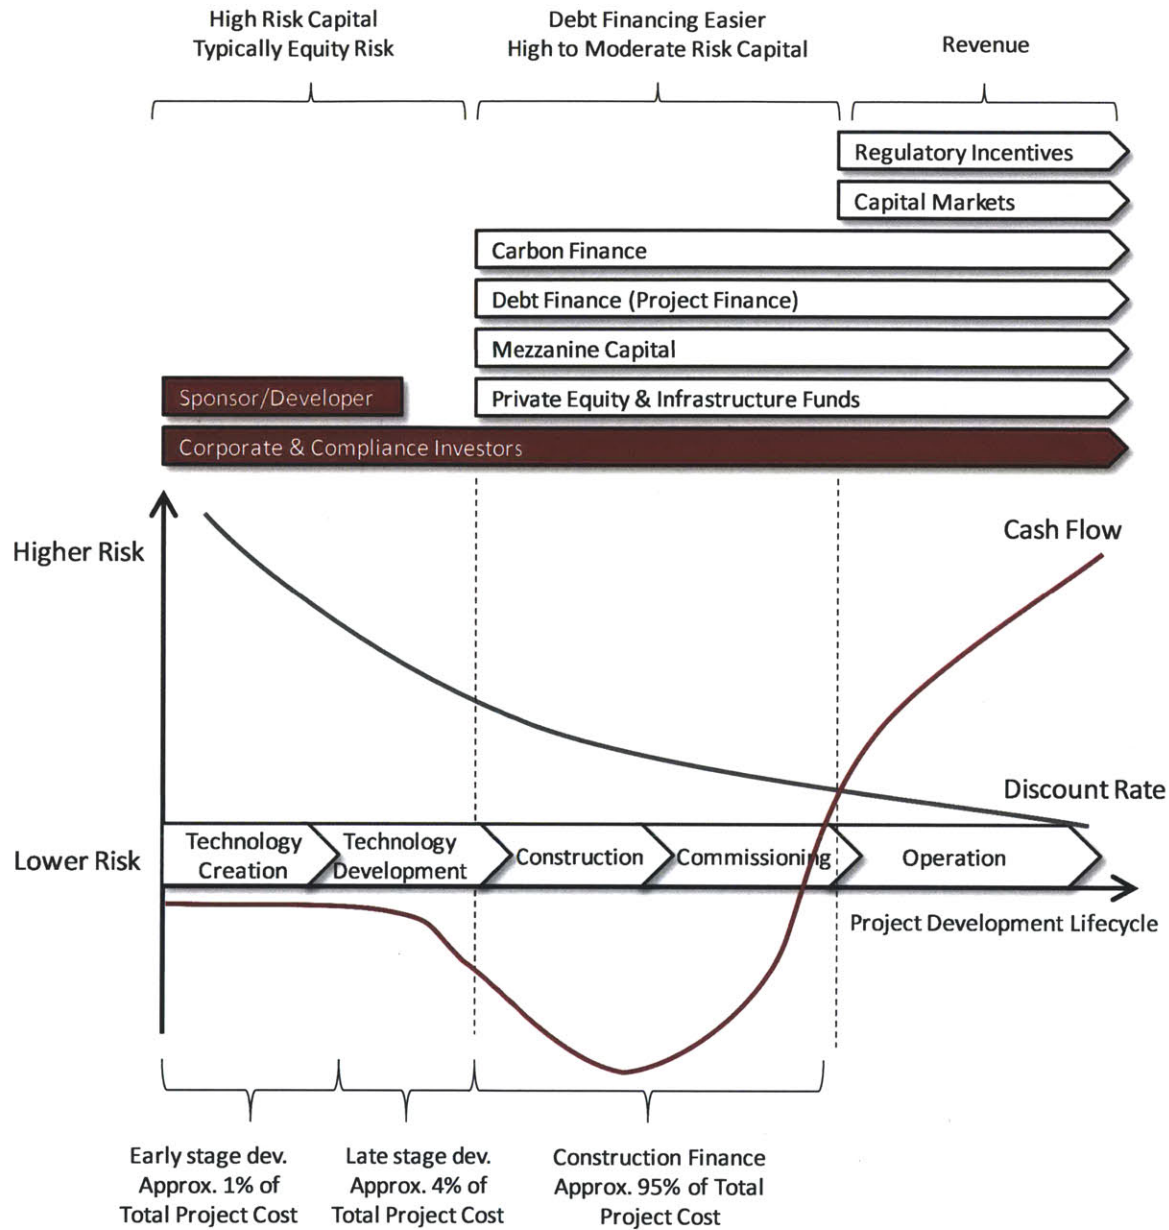 High Risk Capital
Typically Equity Risk
Debt Financing Easier
High to Moderate Risk Capital
Revenue
Regulatory Incentives
Capital Markets
Carbon Finance
Debt Finance (Project Finance)
Mezzanine Capital
Sponsor/Developer
Private Equity & Infrastructure Funds
Corporate & Compliance Investors
Higher Risk
Cash Flow
Discount Rate
Lower Risk
Technology
Creation
Technology
Development
Construction
Commissioning
Operation
Project Development Lifecycle
Early stage dev.
Approx. 1% of
Total Project Cost
Late stage dev.
Approx. 4% of
Total Project Cost
Construction Finance
Approx. 95% of Total
Project Cost